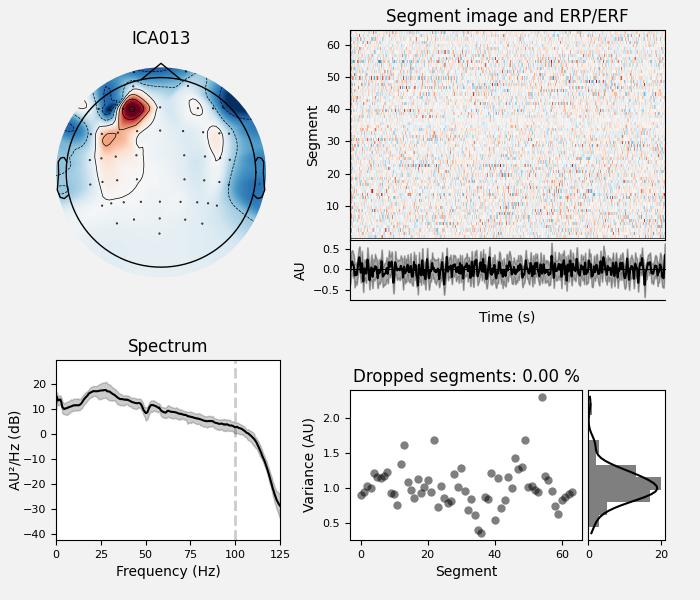 ICA013
Segment image and ERP/ERF
Segment
60
50
40
30
20
10
AU
0.5
0.0
−0.5
Time (s)
Spectrum
AU²/Hz (dB)
20
10
0
−10
−20
−30
−40
0 25 50 75 100 125
Frequency (Hz)
Dropped segments: 0.00 %
Variance (AU)
2.0
1.5
1.0
0.5
0 20 40 60
Segment
0 20